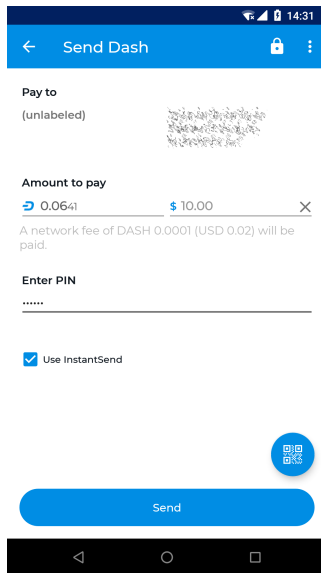 14:31
Send Dash
Pay to
(unlabeled)
Amount to pay
0.0641 $ 10.00
A network fee of DASH 0.0001 (USD 0.02) will be
paid.
Enter PIN
······
Use InstantSend
Send